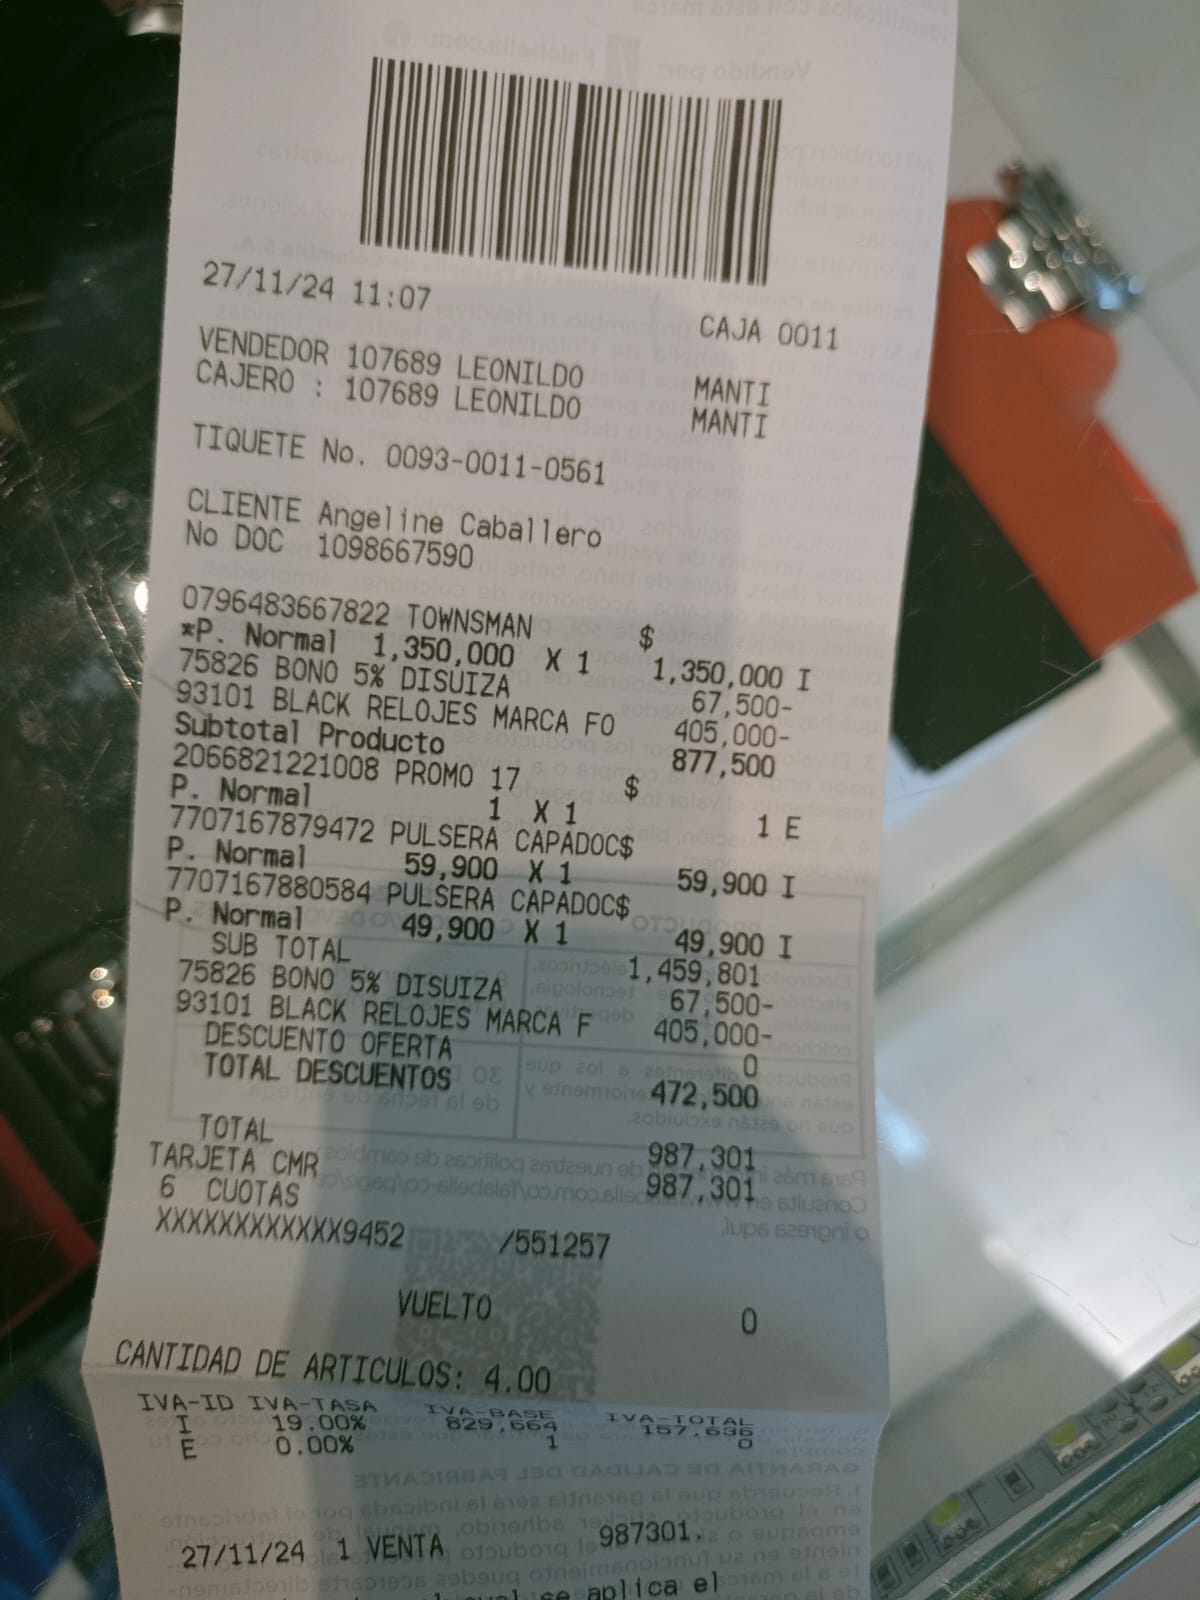 27/11/24 11:07 CAJA 0011
VENDEDOR 107689 LEONILDO MANTI
CAJERO : 107689 LEONILDO MANTI
TIQUETE No. 0093-0011-0561
CLIENTE Angeline Caballero
No DOC 1098667590
0796483667822 TOWNSMAN $
*P. Normal 1,350,000 X 1 1,350,000 I
75826 BONO 5% DISUIZA 67,500-
93101 BLACK RELOJES MARCA FO 405,000-
Subtotal Producto 877,500
2066821221008 PROMO 17 $
P. Normal 1 X 1 1 E
7707167879472 PULSERA CAPADOC$
P. Normal 59,900 X 1 59,900 I
7707167880584 PULSERA CAPADOC$
P. Normal 49,900 X 1 49,900 I
SUB TOTAL 1,459,801
75826 BONO 5% DISUIZA 67,500-
93101 BLACK RELOJES MARCA F 405,000-
DESCUENTO OFERTA 0
TOTAL DESCUENTOS 472,500
TOTAL 987,301
TARJETA CMR 987,301
6 CUOTAS
XXXXXXXXXXXX9452 /551257
VUELTO 0
CANTIDAD DE ARTICULOS: 4.00
IVA-ID IVA-TASA IVA-BASE IVA-TOTAL
I 19.00% 829,664 157,636
E 0.00% 1 0
27/11/24 1 VENTA 987301.
se aplica el